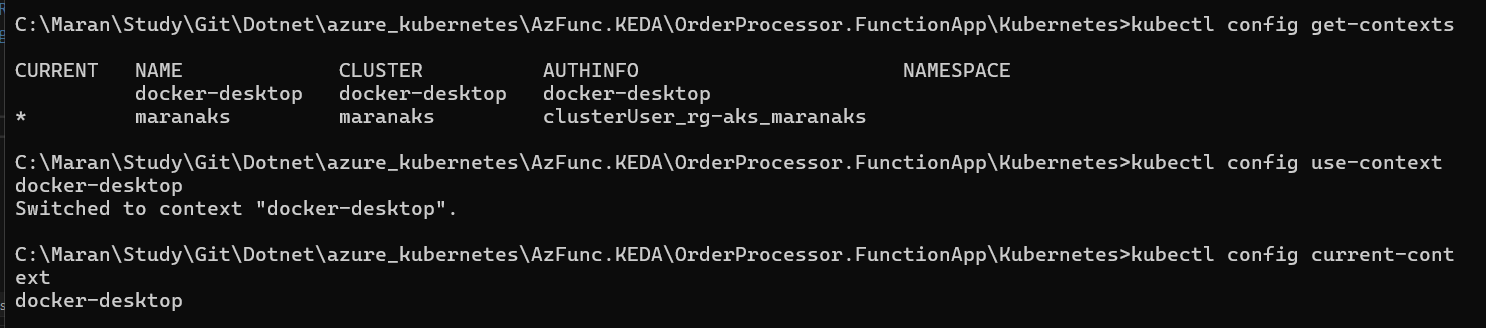 C:\Maran\Study\Git\Dotnet\azure_kubernetes\AzFunc.KEDA\OrderProcessor.FunctionApp\Kubernetes>kubectl config get-contexts
CURRENT   NAME             CLUSTER          AUTHINFO                      NAMESPACE
          docker-desktop   docker-desktop   docker-desktop
*         maranaks         maranaks         clusterUser_rg-aks_maranaks
C:\Maran\Study\Git\Dotnet\azure_kubernetes\AzFunc.KEDA\OrderProcessor.FunctionApp\Kubernetes>kubectl config use-context
docker-desktop
Switched to context "docker-desktop".
C:\Maran\Study\Git\Dotnet\azure_kubernetes\AzFunc.KEDA\OrderProcessor.FunctionApp\Kubernetes>kubectl config current-cont
ext
docker-desktop